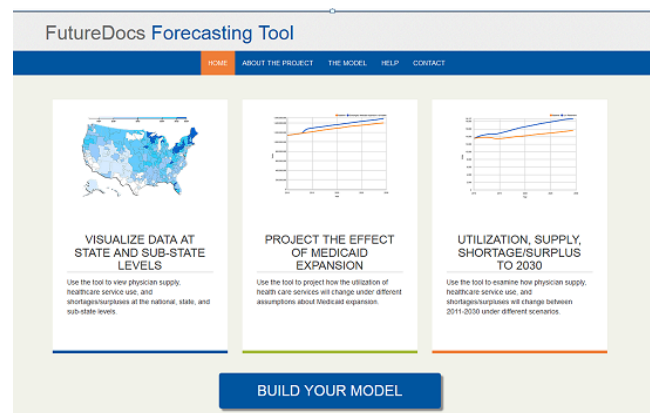 FutureDocs Forecasting Tool
HOME ABOUT THE PROJECT THE MODEL HELP CONTACT
VISUALIZE DATA AT
STATE AND SUB-STATE
LEVELS
Use the tool to view physician supply,
healthcare service use, and
shortages/surpluses at the national, state, and
sub-state levels.
PROJECT THE EFFECT
OF MEDICAID
EXPANSION
Use the tool to project how the utilization of
health care services will change under different
assumptions about Medicaid expansion.
UTILIZATION, SUPPLY,
SHORTAGE/SURPLUS
TO 2030
Use the tool to examine how physician supply,
healthcare service use, and
shortages/surpluses will change between
2011-2030 under different scenarios.
BUILD YOUR MODEL